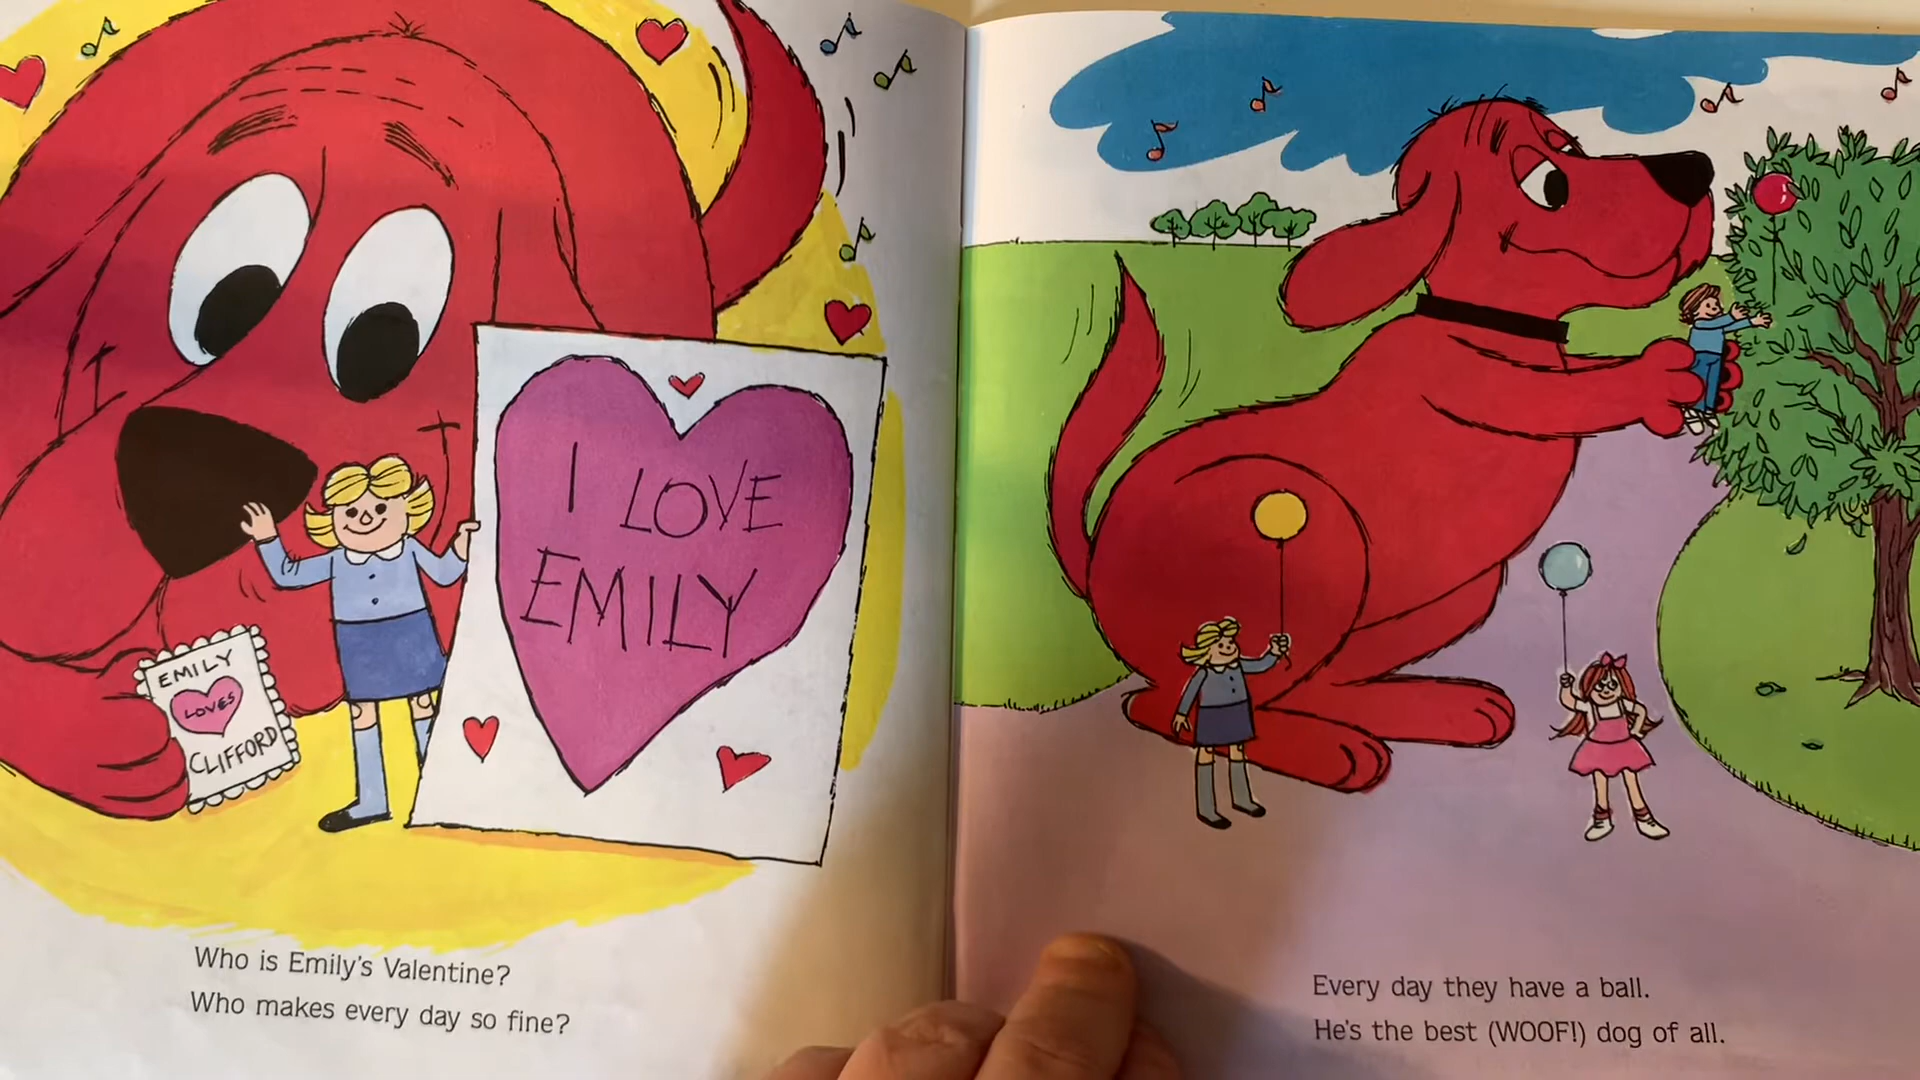 I LOVE
EMILY
EMILY
LOVES
CLIFFORD
Who is Emily's Valentine?
Who makes every day so fine?
Every day they have a ball.
He's the best (WOOF!) dog of all.